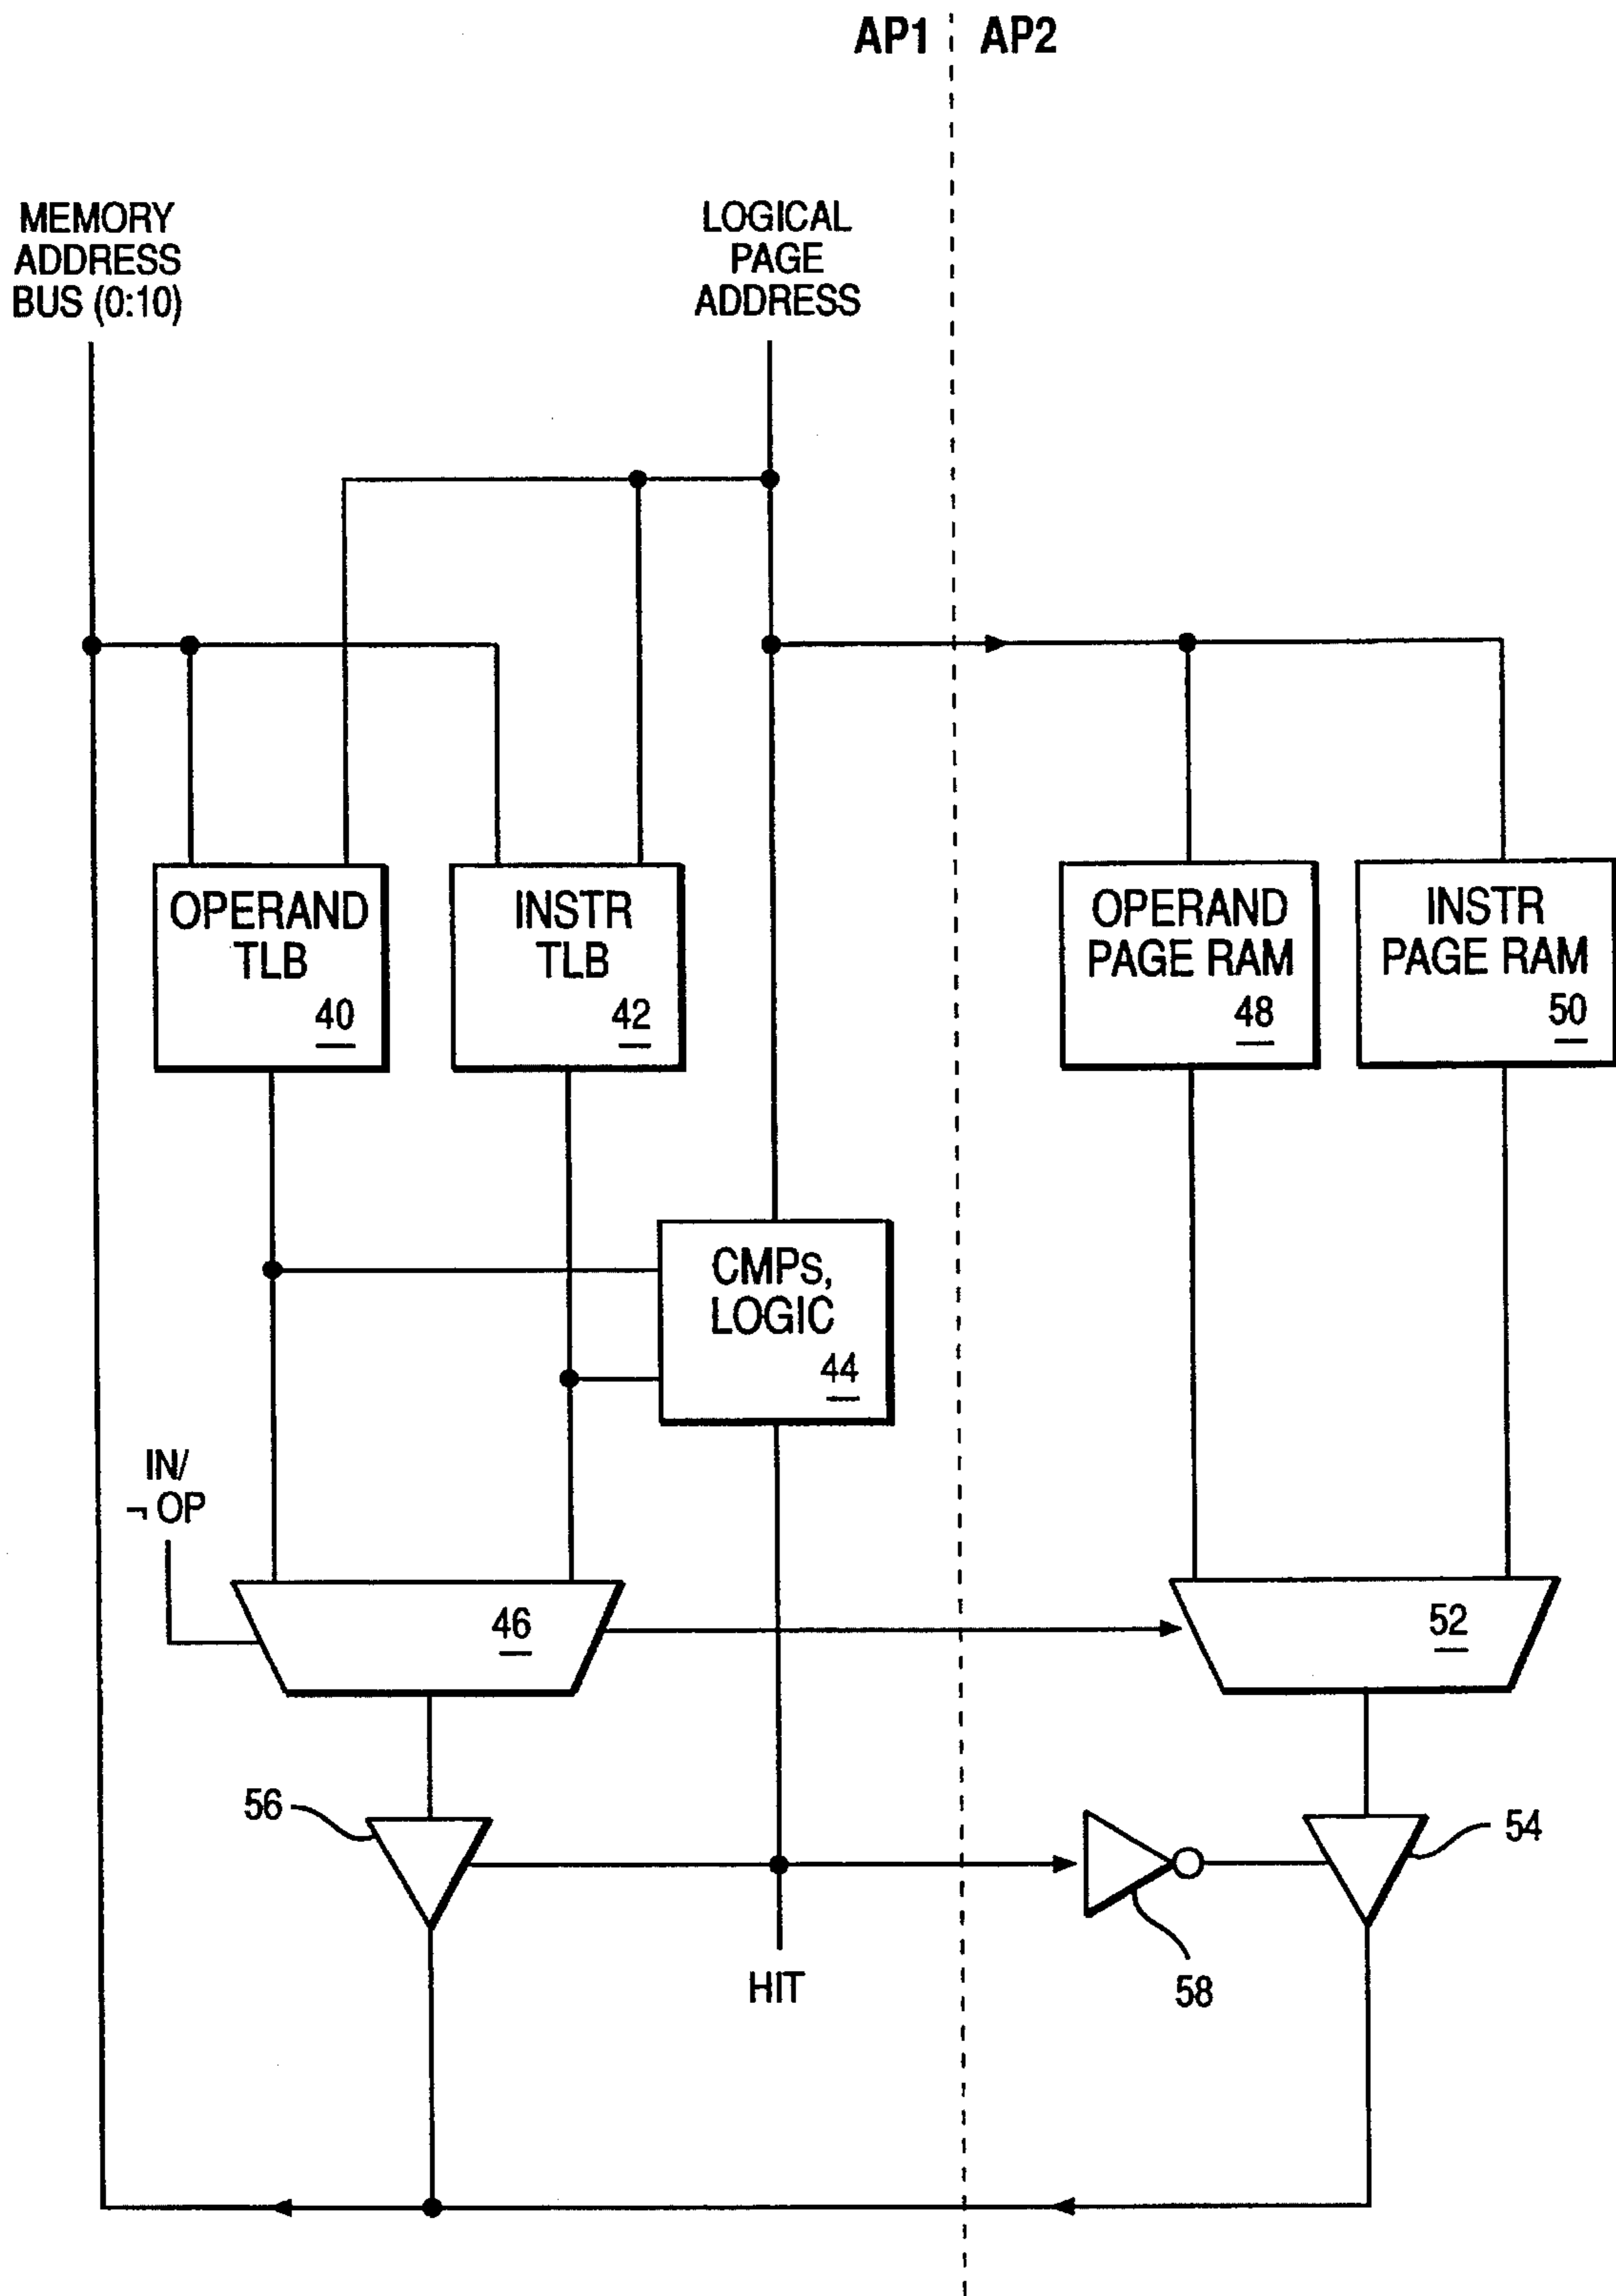 AP1 AP2
MEMORY
ADDRESS
BUS (0:10)
LOGICAL
PAGE
ADDRESS
OPERAND
TLB
40
INSTR
TLB
42
OPERAND
PAGE RAM
48
INSTR
PAGE RAM
50
CMPs,
LOGIC
44
IN/
¬ OP
46
52
56
54
58
HIT